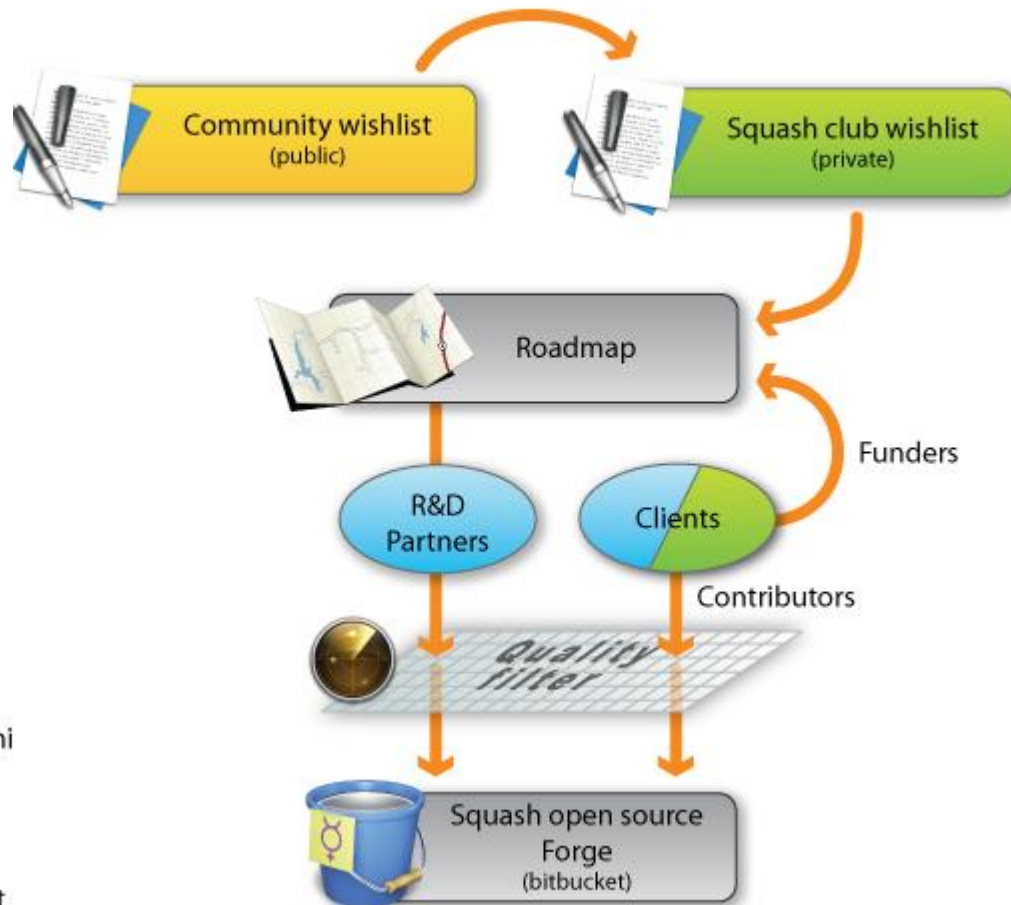 Community wishlist
(public)
Squash club wishlist
(private)
Roadmap
Funders
R&D
Partners
Clients
Contributors
Quality
filter
ni
Squash open source
Forge
(bitbucket)
t